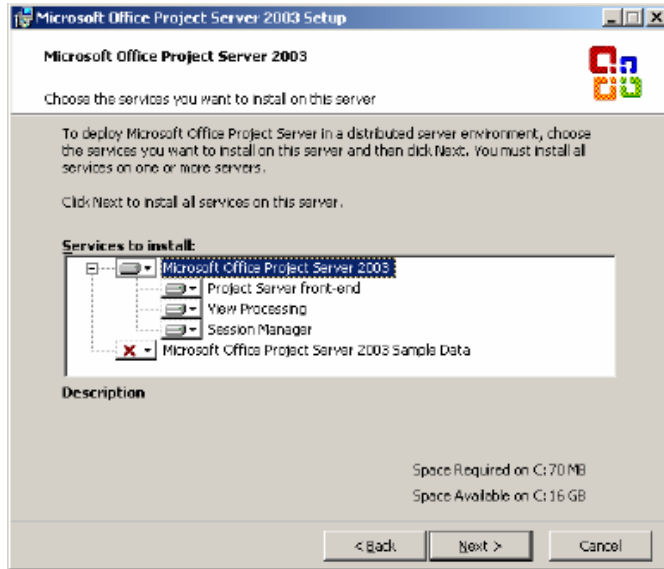 Microsoft Office Project Server 2003 Setup
Microsoft Office Project Server 2003
Choose the services you want to install on this server
To deploy Microsoft Office Project Server in a distributed server environment, choose
the services you want to install on this server and then click Next. You must install all
services on one or more servers.
Click Next to install all services on this server.
Services to install:
Microsoft Office Project Server 2003
Project Server front-end
View Processing
Session Manager
Microsoft Office Project Server 2003 Sample Data
Description
Space Required on C: 70 MB
Space Available on C: 16 GB
< Back
Next >
Cancel